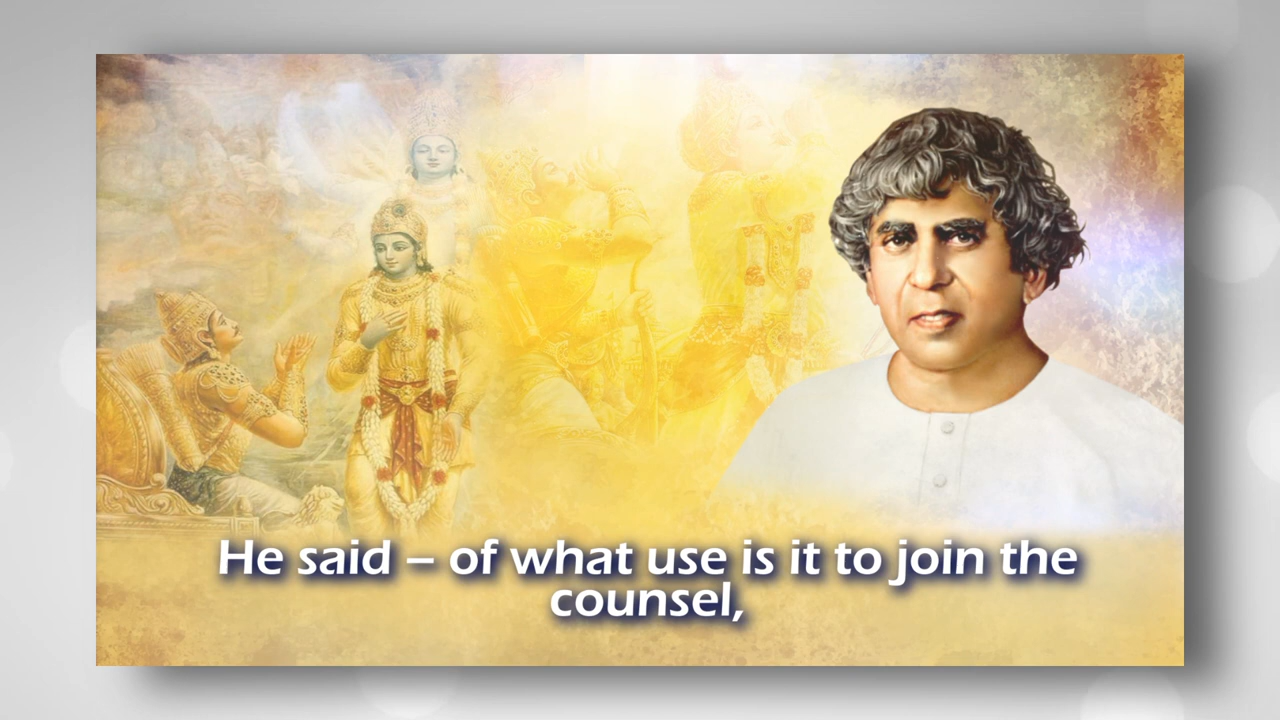 He said – of what use is it to join the
counsel,